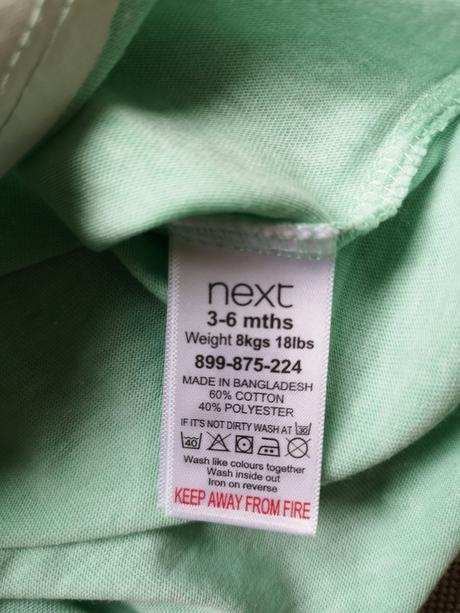 next
3-6 mths
Weight 8kgs 18lbs
899-875-224
MADE IN BANGLADESH
60% COTTON
40% POLYESTER
IF IT'S NOT DIRTY WASH AT 30
40
Wash like colours together
Wash inside out
Iron on reverse
KEEP AWAY FROM FIRE